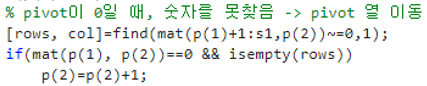 % pivot이 0일 때, 숫자를 못찾음 -> pivot 열 이동
[rows, col]=find(mat(p(1)+1:s1,p(2))~=0,1);
if(mat(p(1), p(2))==0 && isempty(rows))
    p(2)=p(2)+1;